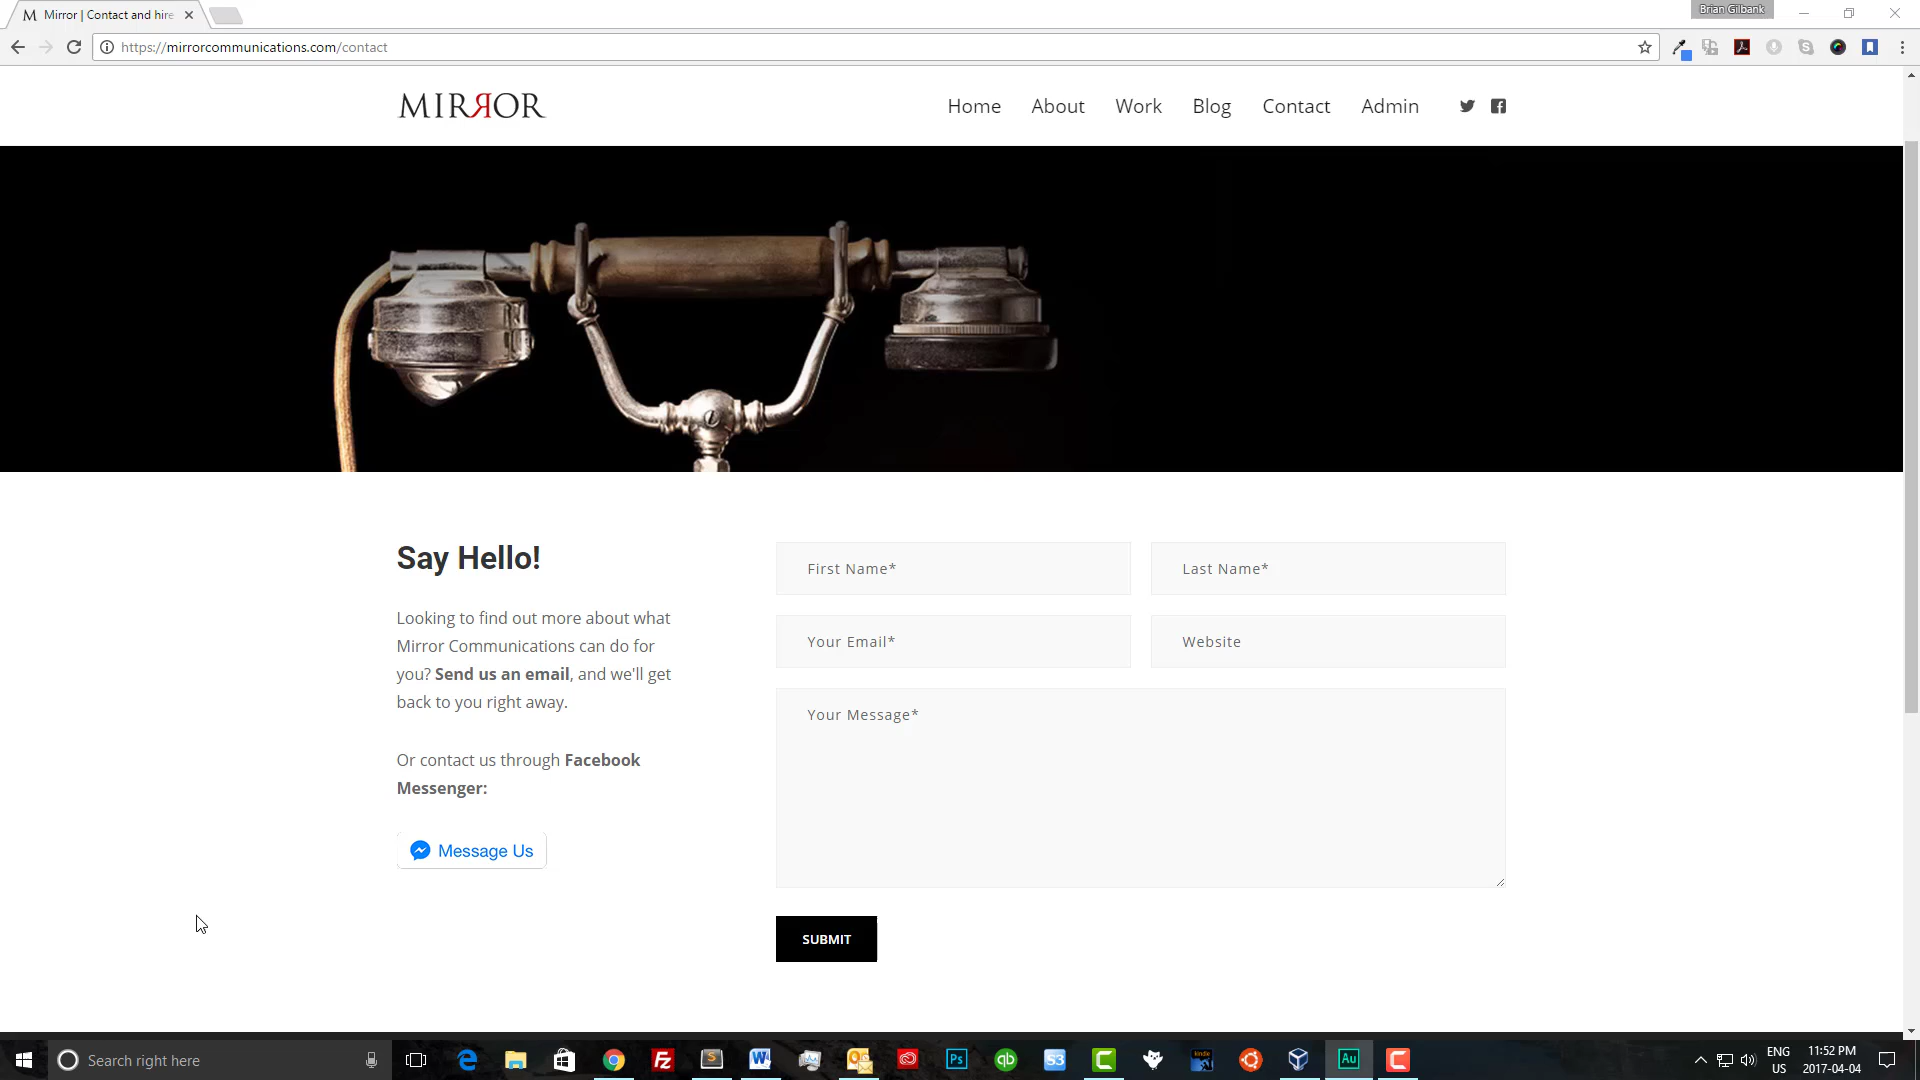 Mirror | Contact and hire
Brian Gilbank
https://mirrorcommunications.com/contact
MIRROR
Home
About
Work
Blog
Contact
Admin
Say Hello!
Looking to find out more about what
Mirror Communications can do for
you? Send us an email, and we'll get
back to you right away.
Or contact us through Facebook
Messenger:
Message Us
First Name*
Last Name*
Your Email*
Website
Your Message*
SUBMIT
Search right here
ENG
US
11:52 PM
2017-04-04